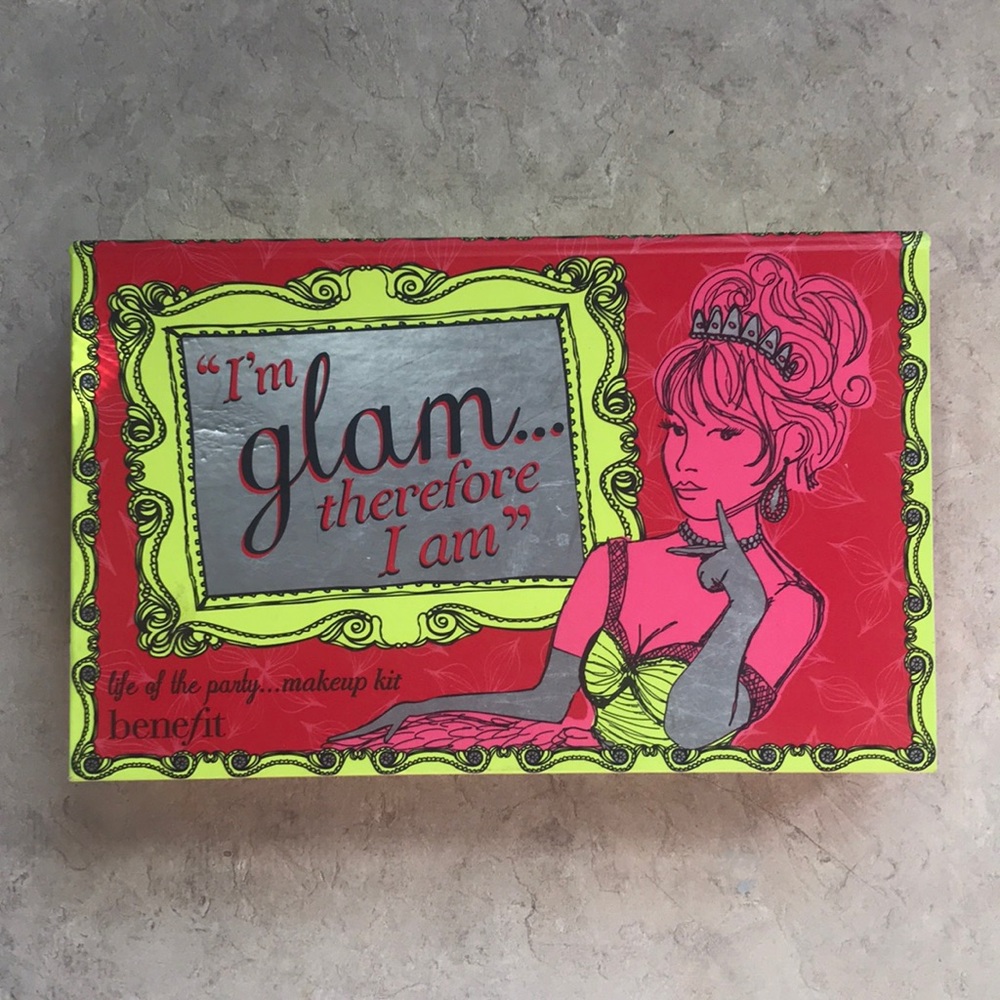 “I'm
glam...
therefore
I am”
life of the party...makeup kit
benefit